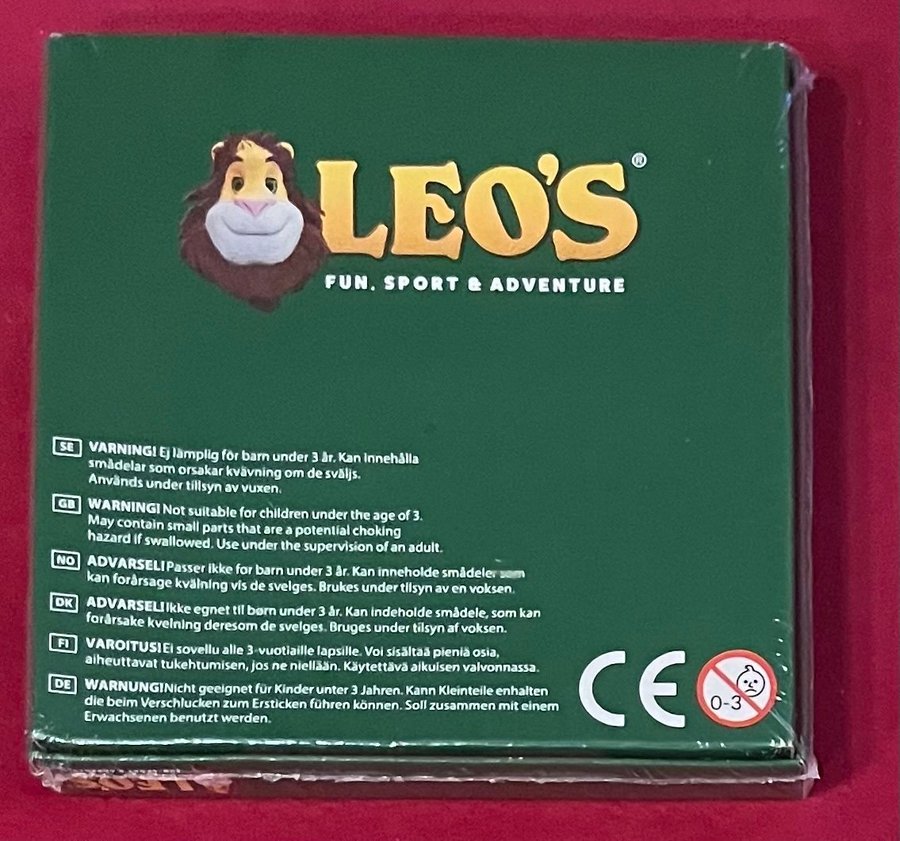 LEO'S®
FUN, SPORT & ADVENTURE
SE VARNING! Ej lämplig för barn under 3 år. Kan innehålla
smådelar som orsakar kvävning om de sväljs.
Används under tillsyn av vuxen.
GB WARNING! Not suitable for children under the age of 3.
May contain small parts that are a potential choking
hazard if swallowed. Use under the supervision of an adult.
NO ADVARSEL! Passer ikke for barn under 3 år. Kan inneholde smådeler som
kan forårsage kvälning vis de svelges. Brukes under tilsyn av en voksen.
DK ADVARSEL! Ikke egnet til børn under 3 år. Kan indeholde smådele, som kan
forårsake kvelning deresom de svelges. Bruges under tilsyn af voksen.
FI VAROITUS! Ei sovellu alle 3-vuotiaille lapsille. Voi sisältää pieniä osia,
aiheuttavat tukehtumisen, jos ne niellään. Käytettävä aikuisen valvonnassa.
DE WARNUNG! Nicht geeignet für Kinder unter 3 Jahren. Kann Kleinteile enhalten
die beim Verschlucken zum Ersticken führen können. Soll zusammen mit einem
Erwachsenen benutzt werden.
CE
0-3
LEO'S